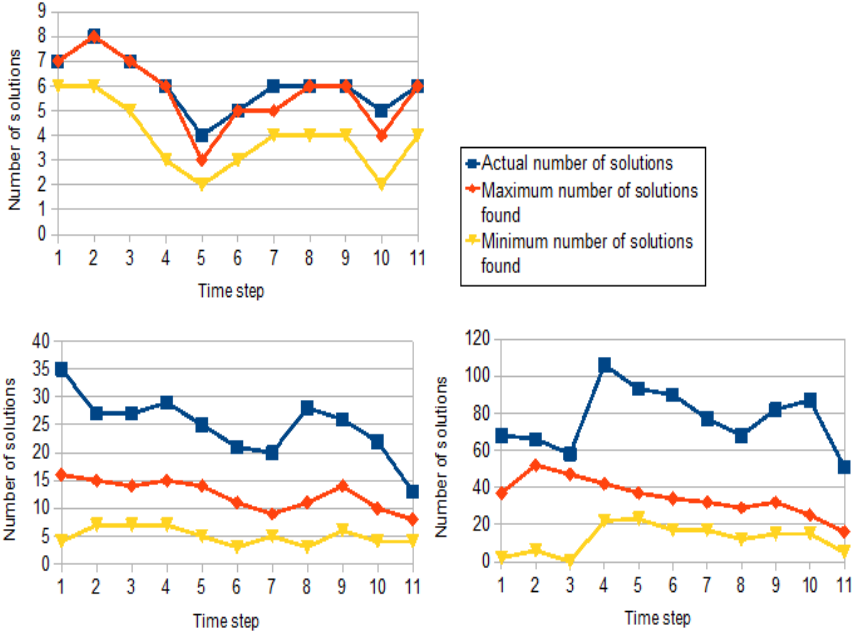 9
8
7
6
5
4
3
2
1
0
Number of solutions
1 2 3 4 5 6 7 8 9 10 11
Time step
Actual number of solutions
Maximum number of solutions
found
Minimum number of solutions
found
40
35
30
25
20
15
10
5
0
Number of solutions
1 2 3 4 5 6 7 8 9 10 11
Time step
120
100
80
60
40
20
0
Number of solutions
1 2 3 4 5 6 7 8 9 10 11
Time step